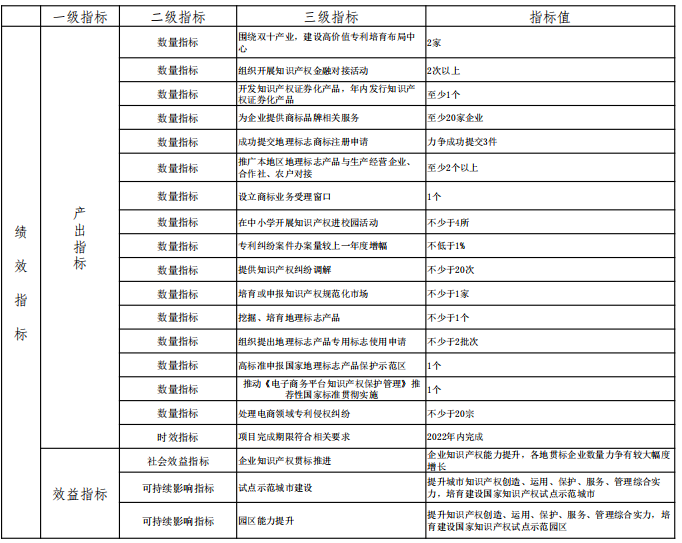 一级指标 二级指标 三级指标 指标值
绩效指标
产出指标
数量指标 围绕双十产业，建设高价值专利培育布局中心 2家
数量指标 组织开展知识产权金融对接活动 2次以上
数量指标 开发知识产权证券化产品，年内发行知识产权证券化产品 至少1个
数量指标 为企业提供商标品牌相关服务 至少20家企业
数量指标 成功提交地理标志商标注册申请 力争成功提交3件
数量指标 推广本地区地理标志产品与生产经营企业、合作社、农户对接 至少2个以上
数量指标 设立商标业务受理窗口 1个
数量指标 在中小学开展知识产权进校园活动 不少于4所
数量指标 专利纠纷案件办案量较上一年度增幅 不低于1%
数量指标 提供知识产权纠纷调解 不少于20次
数量指标 培育或申报知识产权规范化市场 不少于1家
数量指标 挖掘、培育地理标志产品 不少于1个
数量指标 组织提出地理标志产品专用标志使用申请 不少于2批次
数量指标 高标准申报国家地理标志产品保护示范区 1个
数量指标 推动《电子商务平台知识产权保护管理》推荐性国家标准贯彻实施 1个
数量指标 处理电商领域专利侵权纠纷 不少于20宗
时效指标 项目完成期限符合相关要求 2022年内完成
效益指标
社会效益指标 企业知识产权贯标推进 企业知识产权能力提升，各地贯标企业数量力争有较大幅度增长
可持续影响指标 试点示范城市建设 提升城市知识产权创造、运用、保护、服务、管理综合实力，培育建设国家知识产权试点示范城市
可持续影响指标 园区能力提升 提升知识产权创造、运用、保护、服务、管理综合实力，培育建设国家知识产权试点示范园区